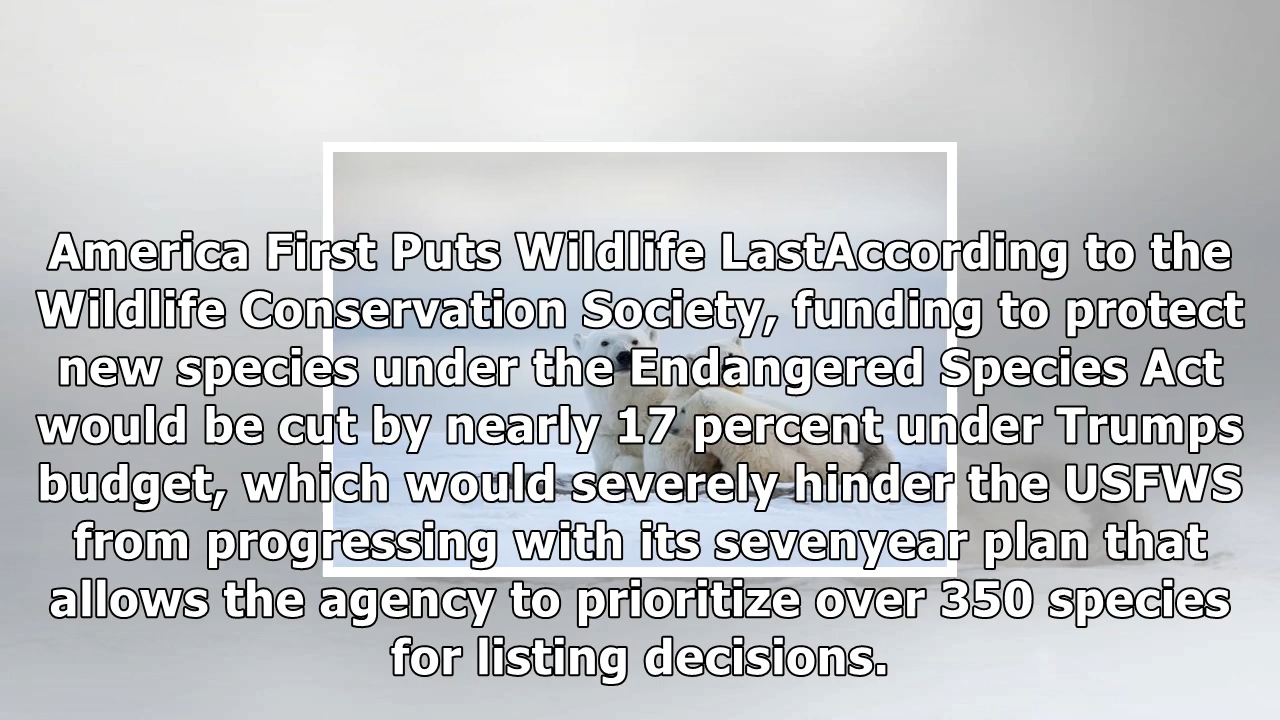 America First Puts Wildlife LastAccording to the
Wildlife Conservation Society, funding to protect
new species under the Endangered Species Act
would be cut by nearly 17 percent under Trumps
budget, which would severely hinder the USFWS
from progressing with its sevenyear plan that
allows the agency to prioritize over 350 species
for listing decisions.